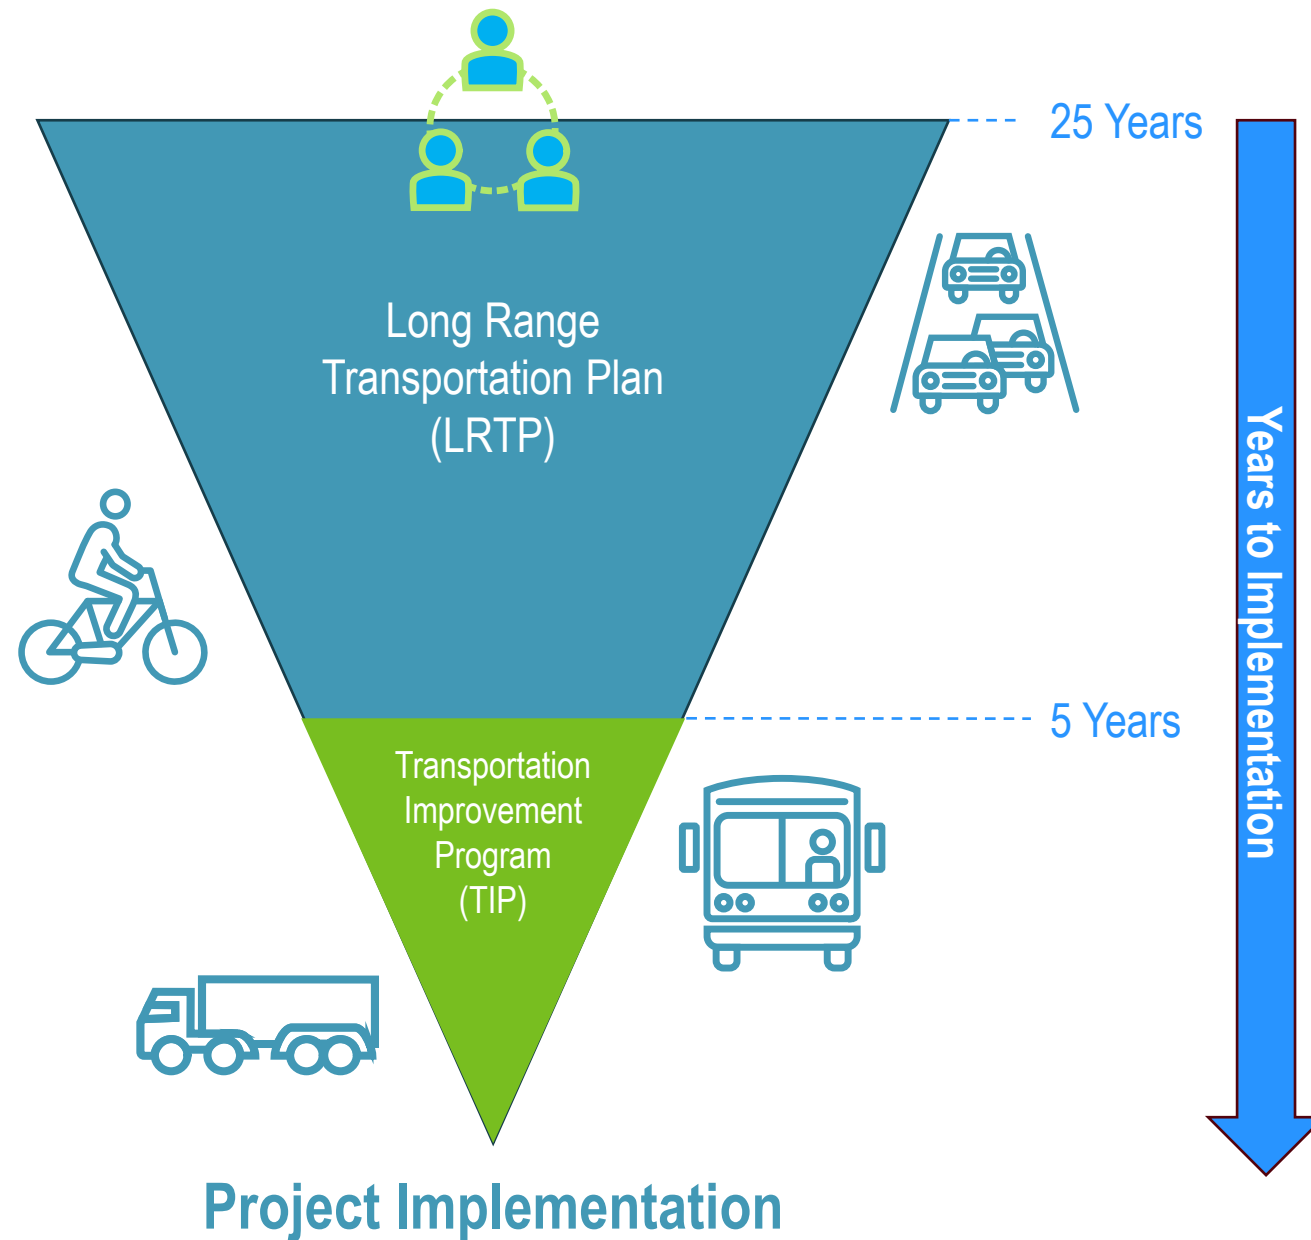 25 Years
Long Range
Transportation Plan
(LRTP)
Years to Implementation
5 Years
Transportation
Improvement
Program
(TIP)
Project Implementation